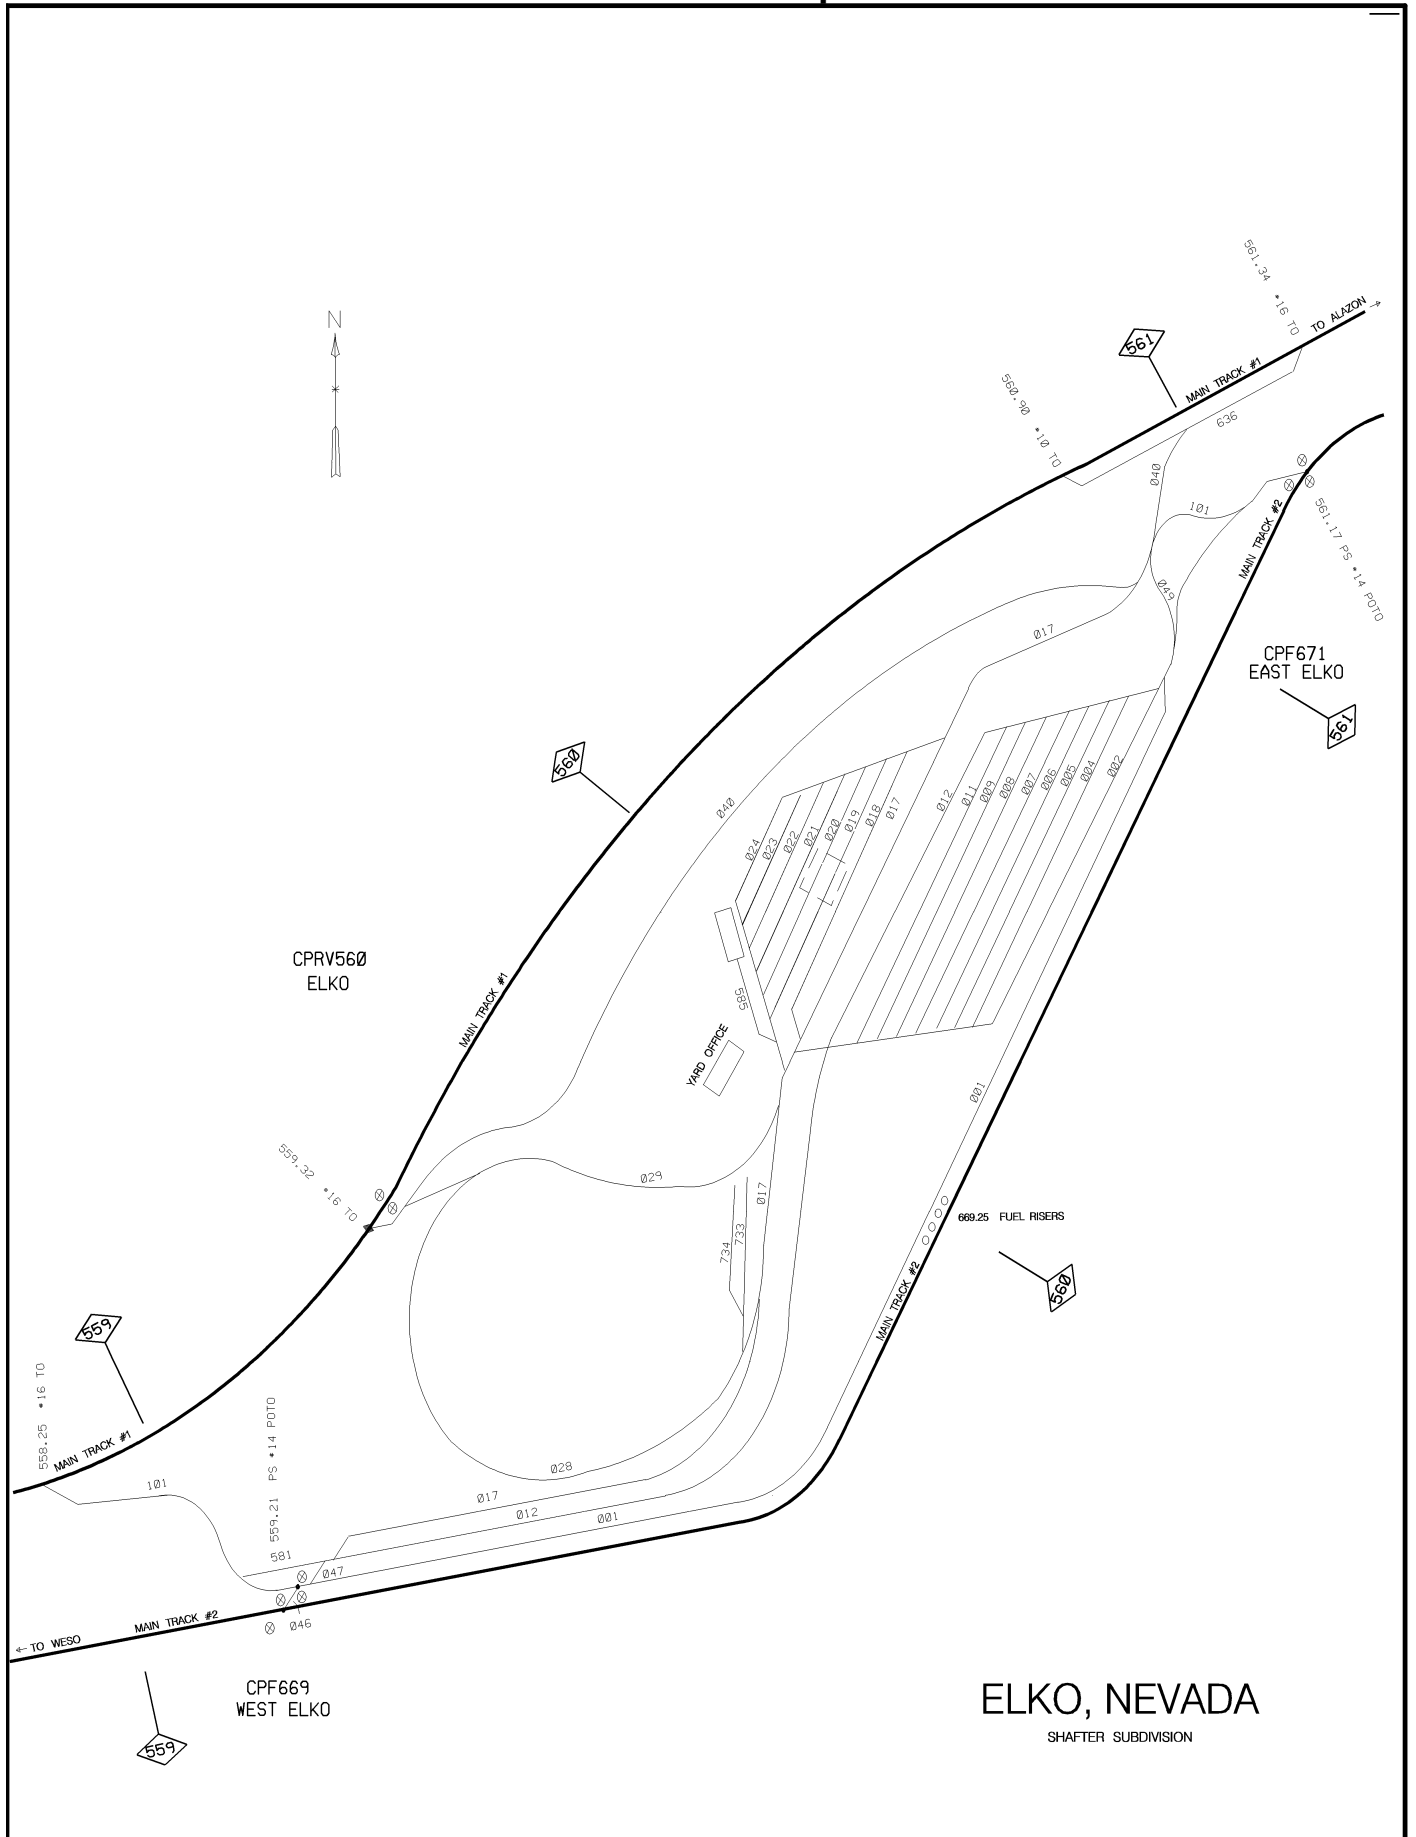 561.34 *16 TO
TO ALAZON →
N
561
MAIN TRACK #1
560.90 *10 TO
636
040
101
MAIN TRACK #2
561.17 PS *14 POTO
049
017
CPF671
EAST ELKO
561
560
040
024
023
022
021
020
019
018
017
012
011
009
008
007
006
005
004
002
CPRV560
ELKO
MAIN TRACK #1
585
YARD OFFICE
001
559.32 *16 TO
029
017
734
733
669.25 FUEL RISERS
560
MAIN TRACK #2
559
558.25 *16 TO
MAIN TRACK #1
559.21 PS *14 POTO
101
028
017
012
001
581
047
046
MAIN TRACK #2
← TO WESO
CPF669
WEST ELKO
559
ELKO, NEVADA
SHAFTER SUBDIVISION